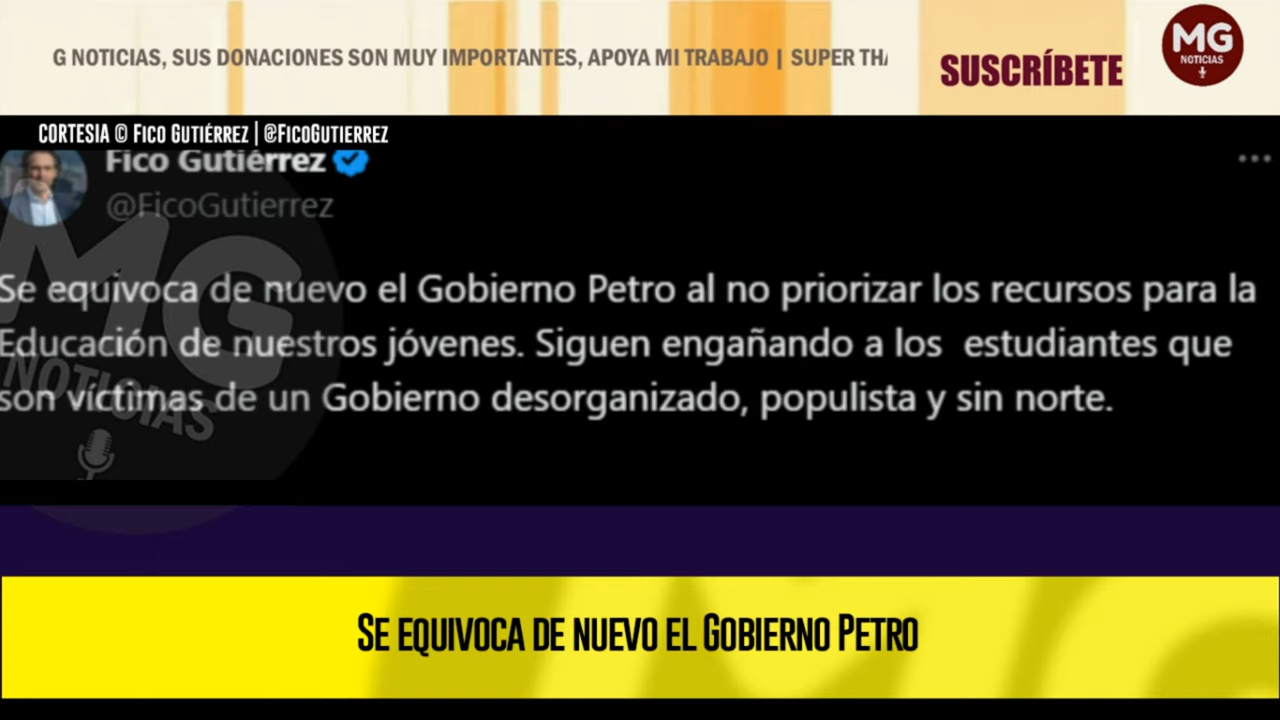 G NOTICIAS, SUS DONACIONES SON MUY IMPORTANTES, APOYA MI TRABAJO | SUPER THA
SUSCRÍBETE
MG
NOTICIAS
CORTESIA © FICO GUTIÉRREZ | @FICOGUTIERREZ
Fico Gutiérrez
@FicoGutierrez
Se equivoca de nuevo el Gobierno Petro al no priorizar los recursos para la
Educación de nuestros jóvenes. Siguen engañando a los estudiantes que
son víctimas de un Gobierno desorganizado, populista y sin norte.
MG
NOTICIAS
SE EQUIVOCA DE NUEVO EL GOBIERNO PETRO